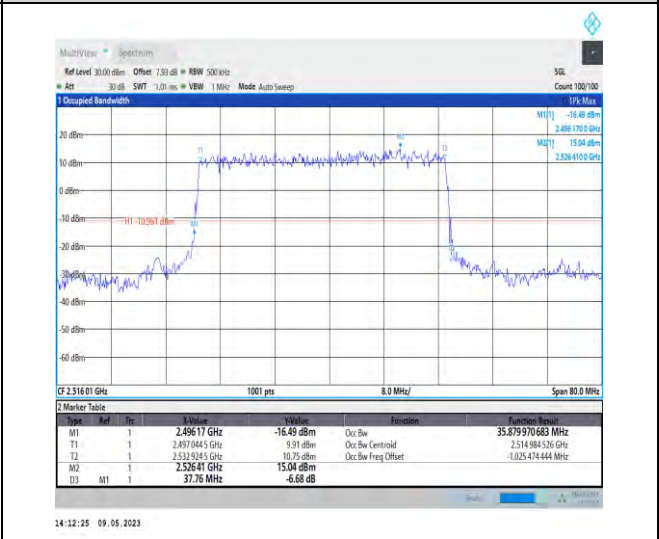 MultiView Spectrum
Ref Level 30.00 dBm Offset 7.93 dB RBW 500 kHz SGL
Att 30 dB SWT 1.01 ms VBW 1 MHz Mode Auto Sweep Count 100/100
1 Occupied Bandwidth 1Pk Max
M1[1] -16.49 dBm
2.496 1700 GHz
M2[1] 15.04 dBm
2.526 4100 GHz
20 dBm
T1 M2 T2
10 dBm
0 dBm
-10 dBm H1 -10.961 dBm
M1
-20 dBm
D3
-30 dBm
-40 dBm
-50 dBm
-60 dBm
CF 2.516 01 GHz 1001 pts 8.0 MHz/ Span 80.0 MHz
2 Marker Table
Type Ref Trc X-Value Y-Value Function Function Result
M1 1 2.496 17 GHz -16.49 dBm Occ Bw 35.879 970 683 MHz
T1 1 2.497 044 5 GHz 9.91 dBm Occ Bw Centroid 2.514 984 526 GHz
T2 1 2.532 924 5 GHz 10.75 dBm Occ Bw Freq Offset -1.025 474 444 MHz
M2 1 2.526 41 GHz 15.04 dBm
D3 M1 1 37.76 MHz -6.68 dB
14:12:25 09.05.2023